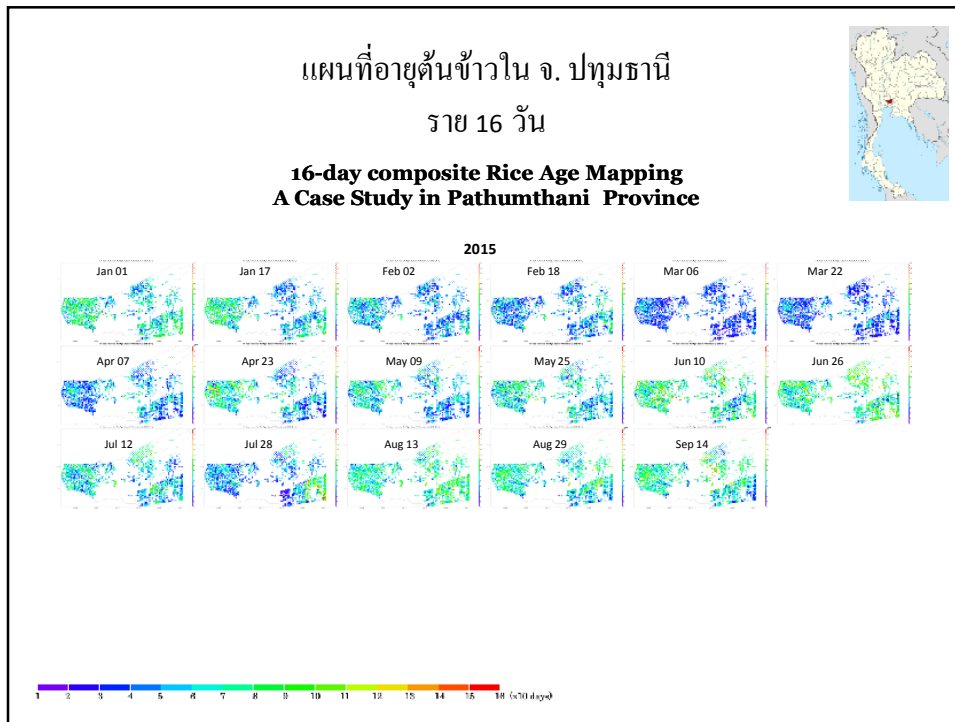 แผนที่อายุต้นข้าวใน จ. ปทุมธานี
ราย 16 วัน
16-day composite Rice Age Mapping
A Case Study in Pathumthani Province
2015
Jan 01 Jan 17 Feb 02 Feb 18 Mar 06 Mar 22
Apr 07 Apr 23 May 09 May 25 Jun 10 Jun 26
Jul 12 Jul 28 Aug 13 Aug 29 Sep 14
1 2 3 4 5 6 7 8 9 10 11 12 13 14 15 16 (x10 days)